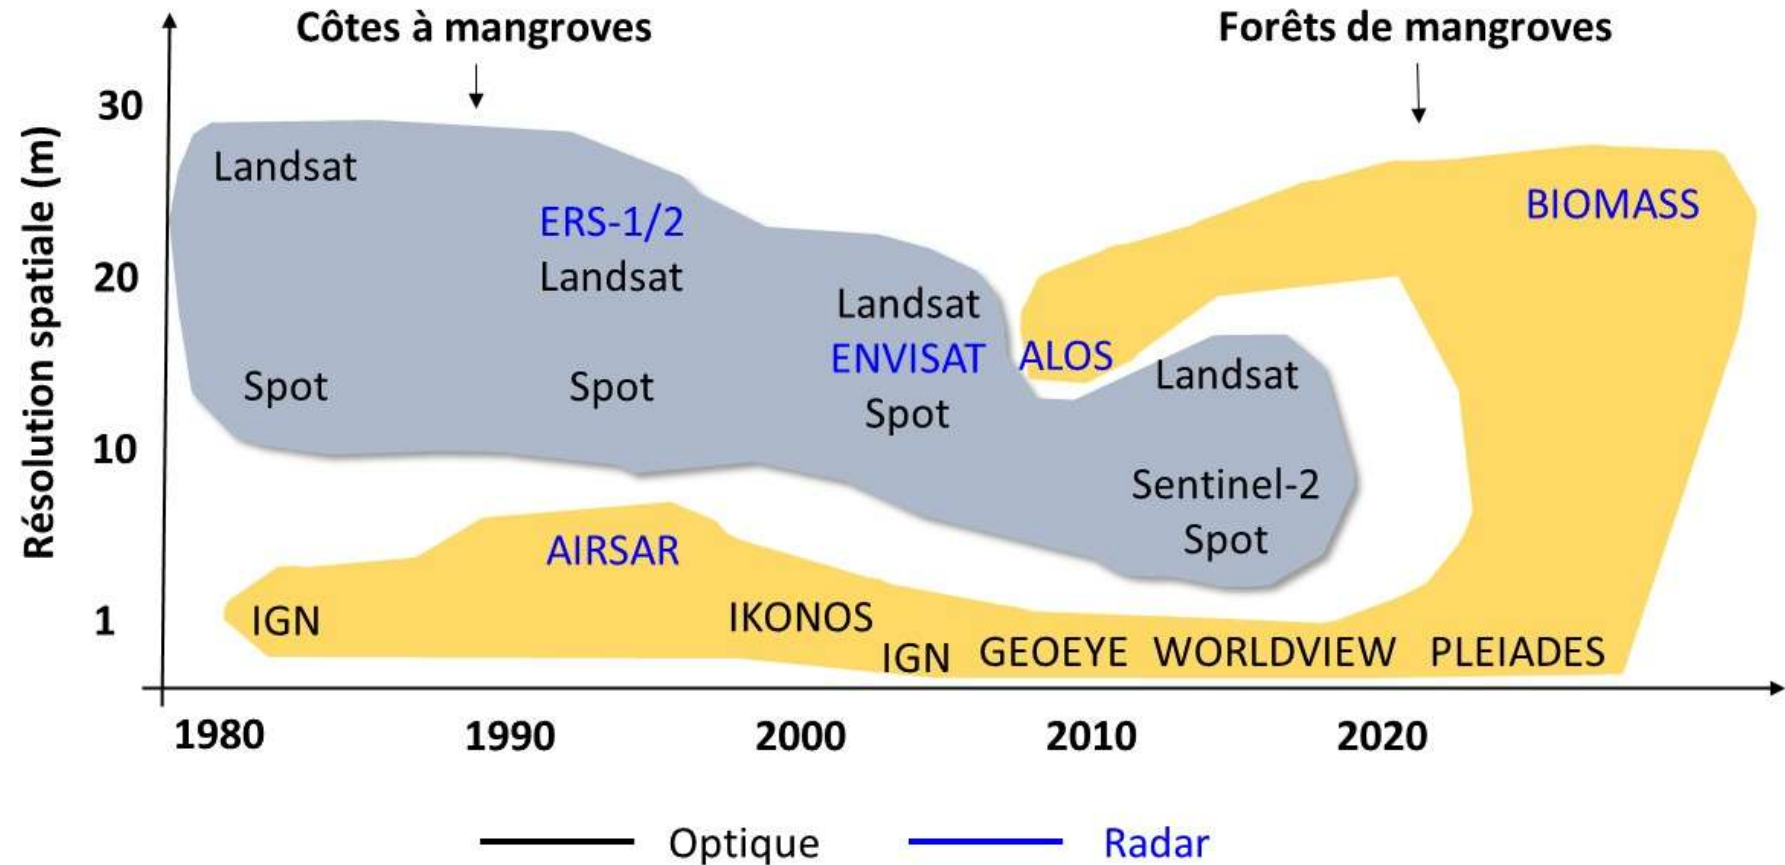 Côtes à mangroves
Forêts de mangroves
Résolution spatiale (m)
30
20
10
1
Landsat
ERS-1/2
Landsat
Spot
Spot
Landsat
ENVISAT
Spot
ALOS
Landsat
Sentinel-2
Spot
BIOMASS
AIRSAR
IGN
IKONOS
IGN
GEOEYE
WORLDVIEW
PLEIADES
1980
1990
2000
2010
2020
Optique
Radar